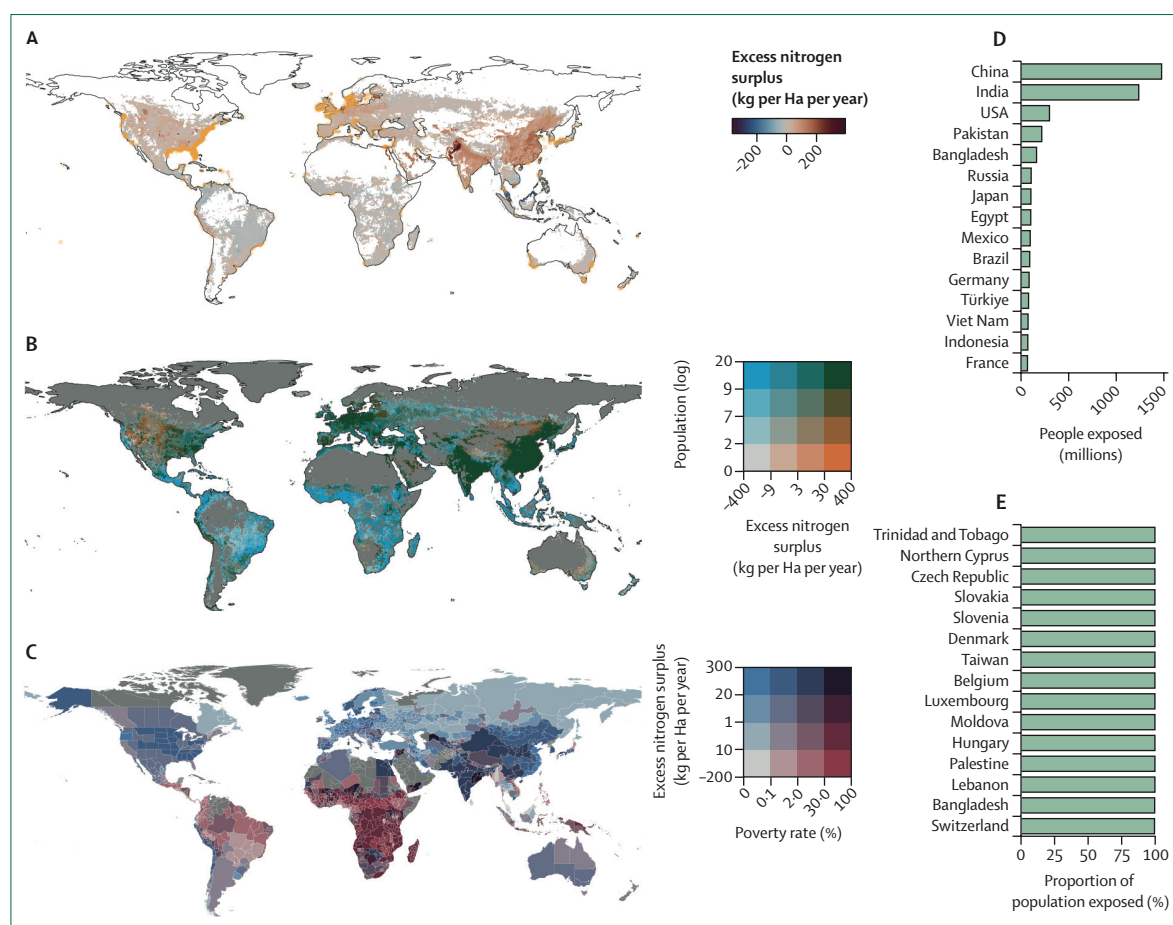 A
Excess nitrogen
surplus
(kg per Ha per year)
-200
0
200
B
Population (log)
20
9
7
2
0
-400
-9
3
30
400
Excess nitrogen
surplus
(kg per Ha per year)
C
Excess nitrogen surplus
(kg per Ha per year)
300
20
1
10
-200
0
0·1
2·0
30·0
100
Poverty rate (%)
D
China
India
USA
Pakistan
Bangladesh
Russia
Japan
Egypt
Mexico
Brazil
Germany
Türkiye
Viet Nam
Indonesia
France
0
500
1000
1500
People exposed
(millions)
E
Trinidad and Tobago
Northern Cyprus
Czech Republic
Slovakia
Slovenia
Denmark
Taiwan
Belgium
Luxembourg
Moldova
Hungary
Palestine
Lebanon
Bangladesh
Switzerland
0 25 50 75 100
Proportion of
population exposed (%)